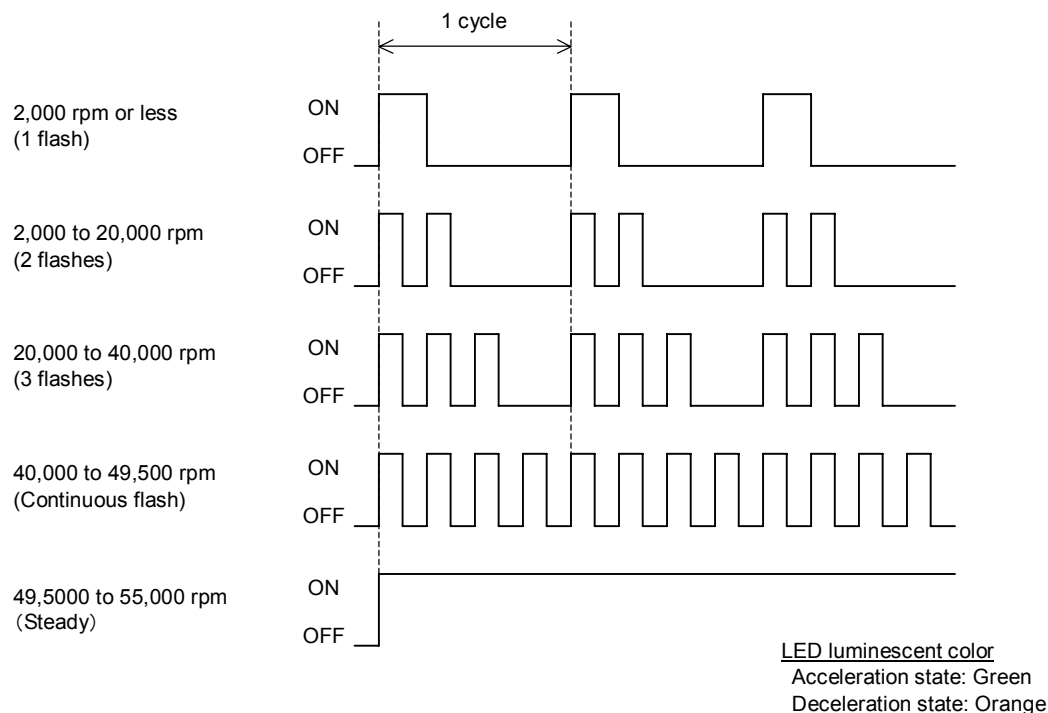 1 cycle
2,000 rpm or less
(1 flash)
ON
OFF
2,000 to 20,000 rpm
(2 flashes)
ON
OFF
20,000 to 40,000 rpm
(3 flashes)
ON
OFF
40,000 to 49,500 rpm
(Continuous flash)
ON
OFF
49,5000 to 55,000 rpm
（Steady）
ON
OFF
LED luminescent color
Acceleration state: Green
Deceleration state: Orange